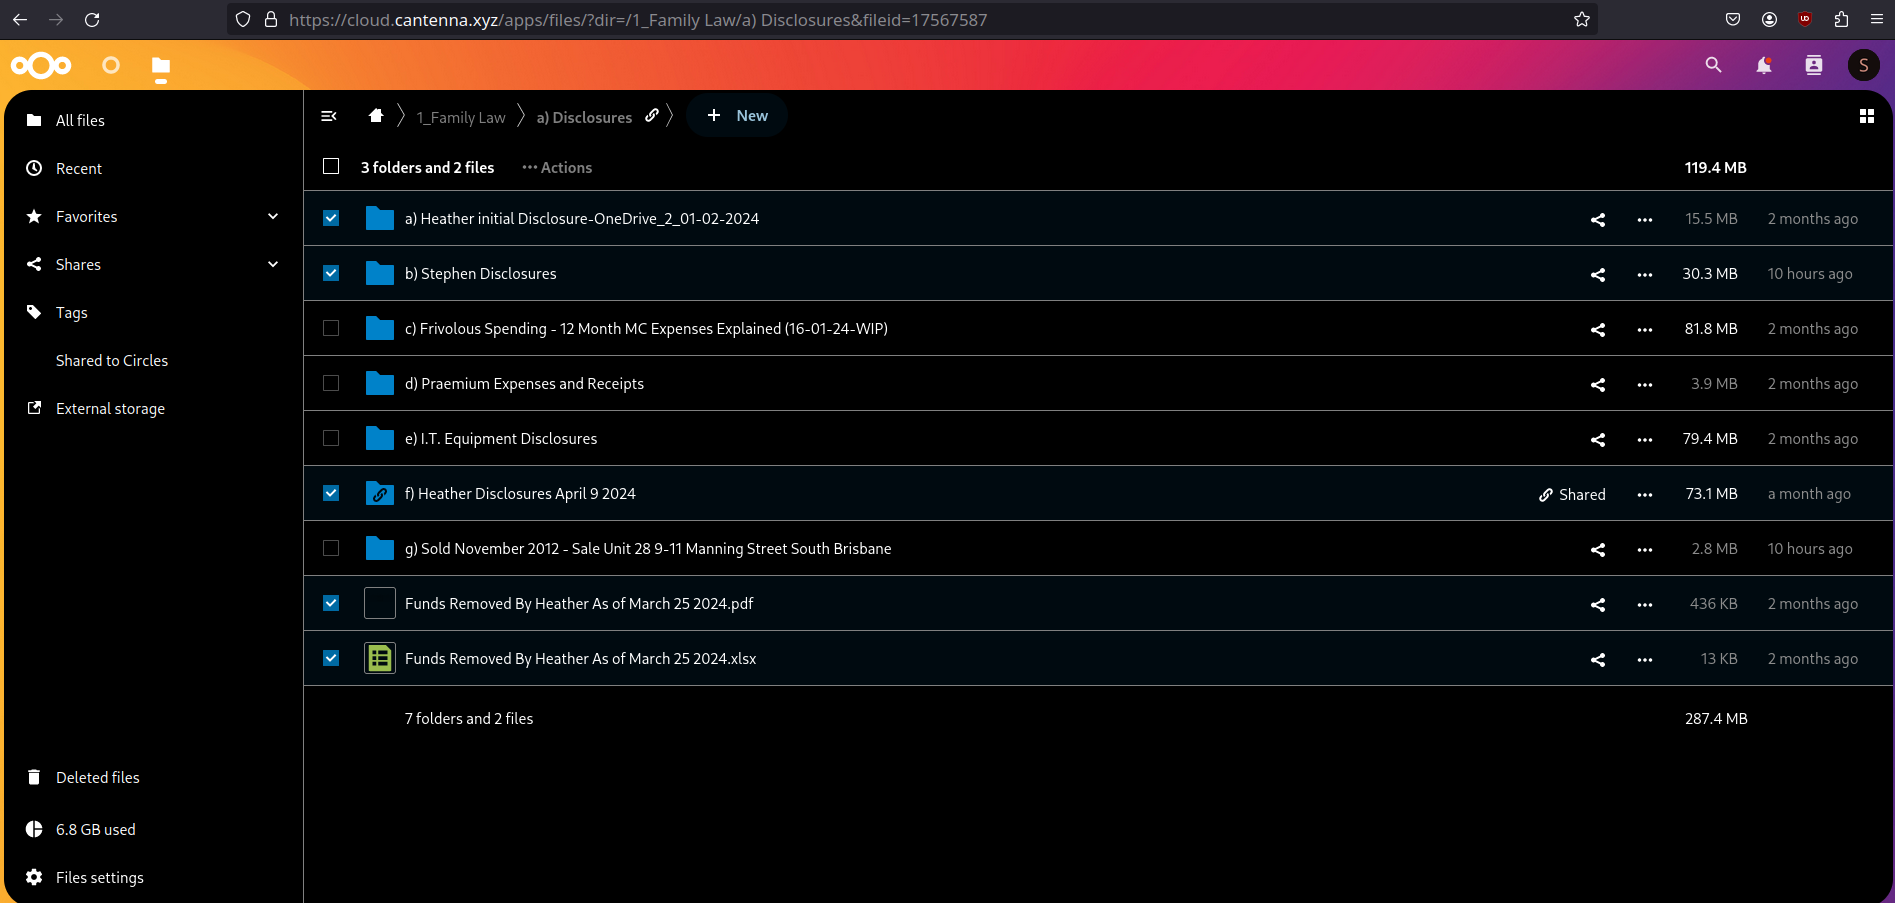 https://cloud.cantenna.xyz/apps/files/?dir=/1_Family Law/a) Disclosures&fileid=17567587
S
All files
Recent
Favorites
Shares
Tags
Shared to Circles
External storage
Deleted files
6.8 GB used
Files settings
1_Family Law a) Disclosures + New
3 folders and 2 files ••• Actions 119.4 MB
a) Heather initial Disclosure-OneDrive_2_01-02-2024 15.5 MB 2 months ago
b) Stephen Disclosures 30.3 MB 10 hours ago
c) Frivolous Spending - 12 Month MC Expenses Explained (16-01-24-WIP) 81.8 MB 2 months ago
d) Praemium Expenses and Receipts 3.9 MB 2 months ago
e) I.T. Equipment Disclosures 79.4 MB 2 months ago
f) Heather Disclosures April 9 2024 Shared 73.1 MB a month ago
g) Sold November 2012 - Sale Unit 28 9-11 Manning Street South Brisbane 2.8 MB 10 hours ago
Funds Removed By Heather As of March 25 2024.pdf 436 KB 2 months ago
Funds Removed By Heather As of March 25 2024.xlsx 13 KB 2 months ago
7 folders and 2 files 287.4 MB